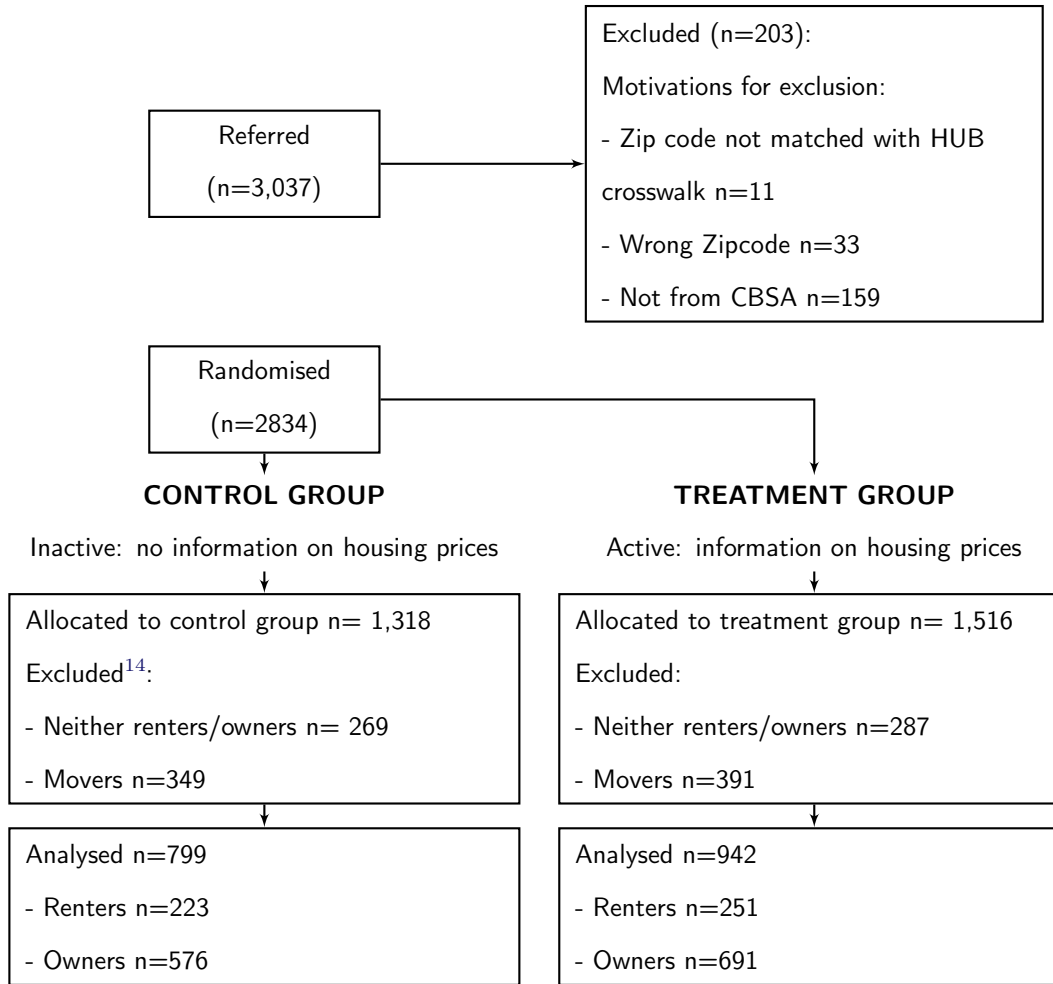 Referred
(n=3,037)
Excluded (n=203):
Motivations for exclusion:
- Zip code not matched with HUB
crosswalk n=11
- Wrong Zipcode n=33
- Not from CBSA n=159
Randomised
(n=2834)
CONTROL GROUP
Inactive: no information on housing prices
Allocated to control group n= 1,318
Excluded14:
- Neither renters/owners n= 269
- Movers n=349
Analysed n=799
- Renters n=223
- Owners n=576
TREATMENT GROUP
Active: information on housing prices
Allocated to treatment group n= 1,516
Excluded:
- Neither renters/owners n=287
- Movers n=391
Analysed n=942
- Renters n=251
- Owners n=691